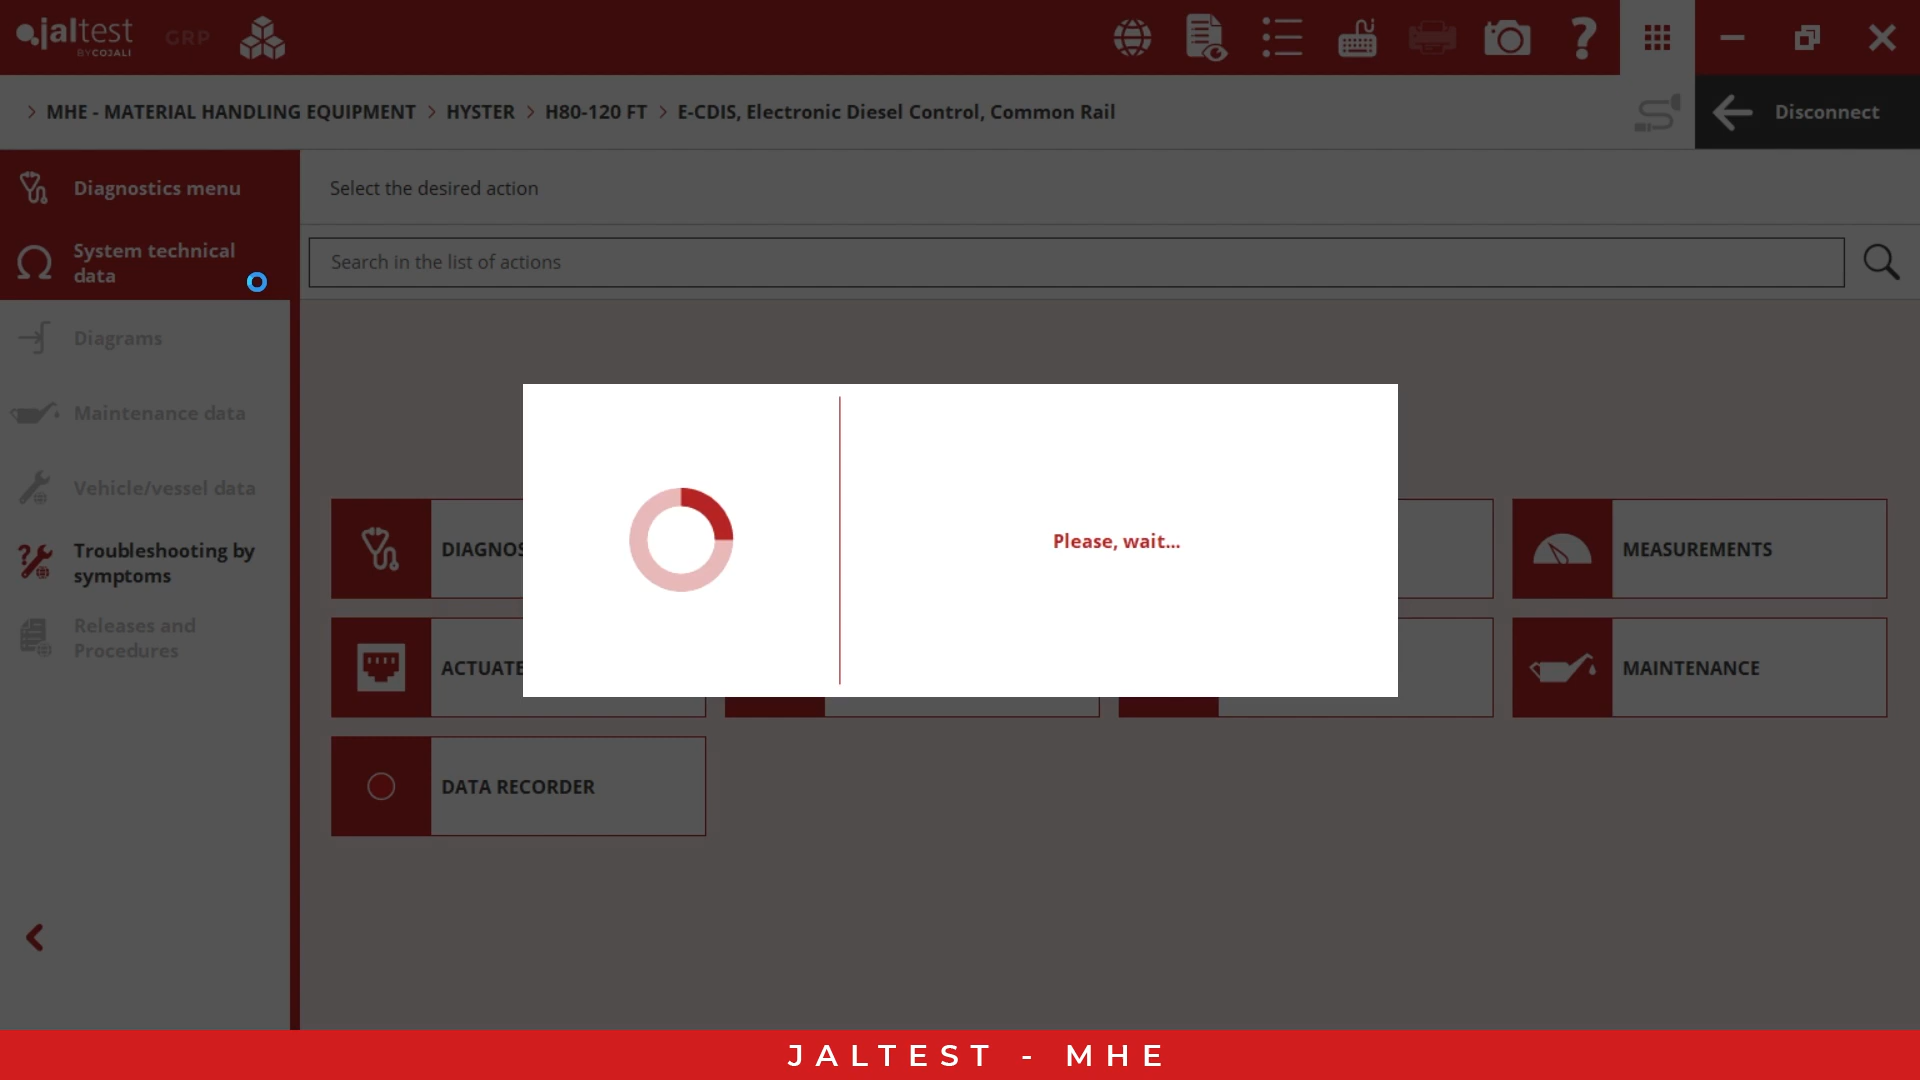 jaltest
BY COJALI
GRP
MHE - MATERIAL HANDLING EQUIPMENT > HYSTER > H80-120 FT > E-CDIS, Electronic Diesel Control, Common Rail
Disconnect
Diagnostics menu
Select the desired action
System technical
data
Search in the list of actions
Diagrams
Maintenance data
Vehicle/vessel data
Troubleshooting by
symptoms
Releases and
Procedures
DIAGNOS
Please, wait...
MEASUREMENTS
ACTUATE
MAINTENANCE
DATA RECORDER
JALTEST - MHE